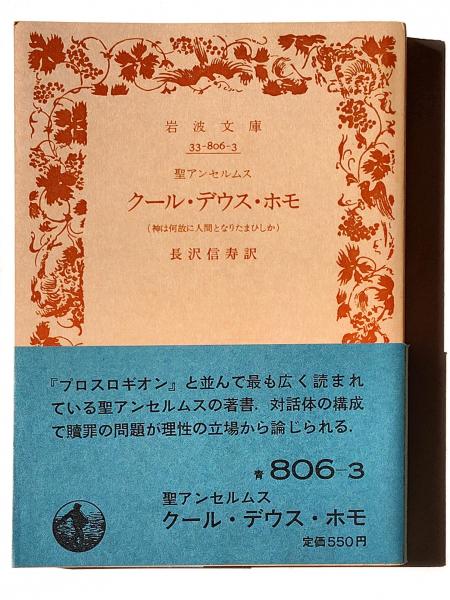 岩波文庫
33-806-3
聖アンセルムス
クール・デウス・ホモ
(神は何故に人間となりたまひしか)
長沢信寿訳
『プロスロギオン』と並んで最も広く読まれ
ている聖アンセルムスの著書．対話体の構成
で贖罪の問題が理性の立場から論じられる．
青 806-3
聖アンセルムス
クール・デウス・ホモ
定価550円